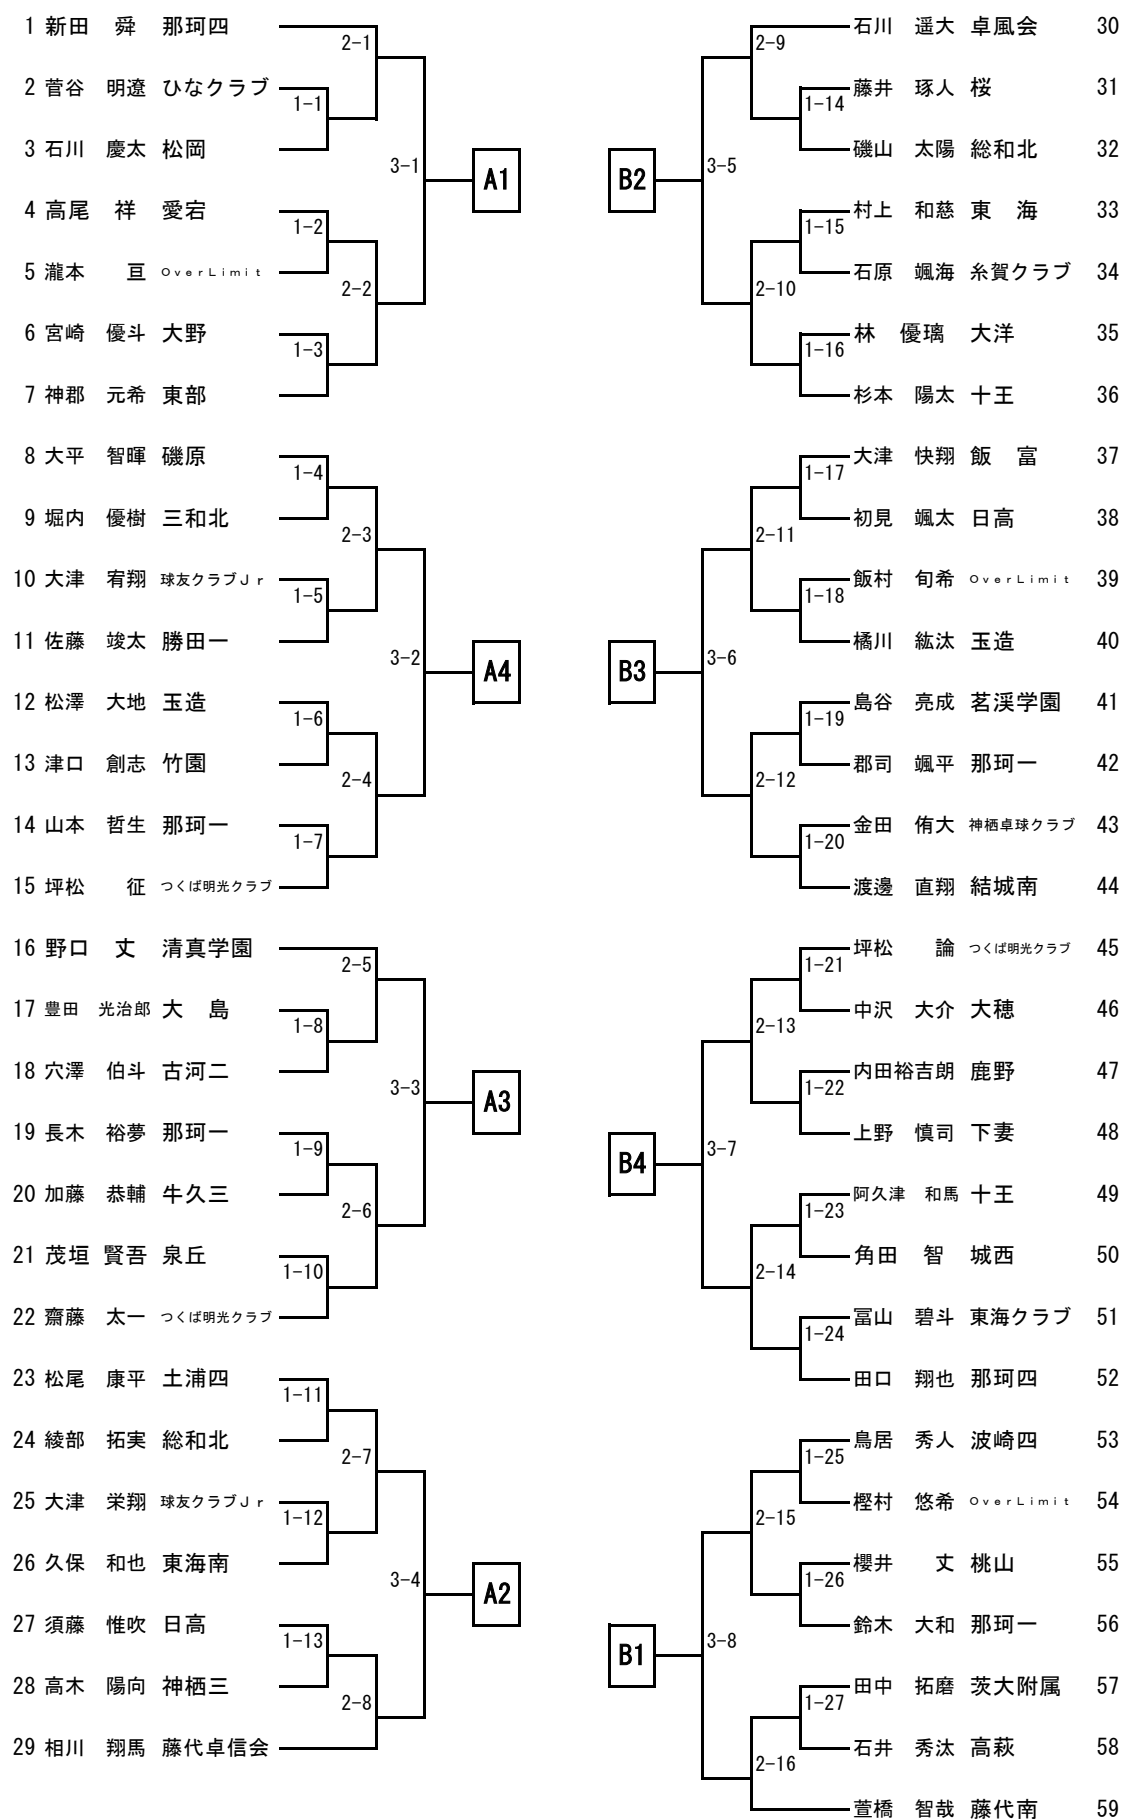 1 新田 舜 那珂四
2-1
2 菅谷 明遼 ひなクラブ
1-1
3 石川 慶太 松岡
3-1
A1
4 高尾 祥 愛宕
1-2
5 瀧本 亘 OverLimit
2-2
6 宮崎 優斗 大野
1-3
7 神郡 元希 東部
8 大平 智暉 磯原
1-4
9 堀内 優樹 三和北
2-3
10 大津 宥翔 球友クラブJr
1-5
11 佐藤 竣太 勝田一
3-2
A4
12 松澤 大地 玉造
1-6
13 津口 創志 竹園
2-4
14 山本 哲生 那珂一
1-7
15 坪松 征 つくば明光クラブ
16 野口 丈 清真学園
2-5
17 豊田 光治郎 大 島
1-8
18 穴澤 伯斗 古河二
3-3
A3
19 長木 裕夢 那珂一
1-9
20 加藤 恭輔 牛久三
2-6
21 茂垣 賢吾 泉丘
1-10
22 齋藤 太一 つくば明光クラブ
23 松尾 康平 土浦四
1-11
24 綾部 拓実 総和北
2-7
25 大津 栄翔 球友クラブJr
1-12
26 久保 和也 東海南
3-4
A2
27 須藤 惟吹 日高
1-13
28 高木 陽向 神栖三
2-8
29 相川 翔馬 藤代卓信会
石川 遥大 卓風会 30
2-9
藤井 琢人 桜 31
1-14
磯山 太陽 総和北 32
B2
3-5
村上 和慈 東 海 33
1-15
石原 颯海 糸賀クラブ 34
2-10
林 優璃 大洋 35
1-16
杉本 陽太 十王 36
大津 快翔 飯 富 37
1-17
初見 颯太 日高 38
2-11
飯村 旬希 OverLimit 39
1-18
橘川 紘汰 玉造 40
B3
3-6
島谷 亮成 茗溪学園 41
1-19
郡司 颯平 那珂一 42
2-12
金田 侑大 神栖卓球クラブ 43
1-20
渡邊 直翔 結城南 44
坪松 論 つくば明光クラブ 45
1-21
中沢 大介 大穂 46
2-13
内田裕吉朗 鹿野 47
1-22
上野 慎司 下妻 48
B4
3-7
阿久津 和馬 十王 49
1-23
角田 智 城西 50
2-14
冨山 碧斗 東海クラブ 51
1-24
田口 翔也 那珂四 52
鳥居 秀人 波崎四 53
1-25
樫村 悠希 OverLimit 54
2-15
櫻井 丈 桃山 55
1-26
鈴木 大和 那珂一 56
B1
3-8
田中 拓磨 茨大附属 57
1-27
石井 秀汰 高萩 58
2-16
萱橋 智哉 藤代南 59